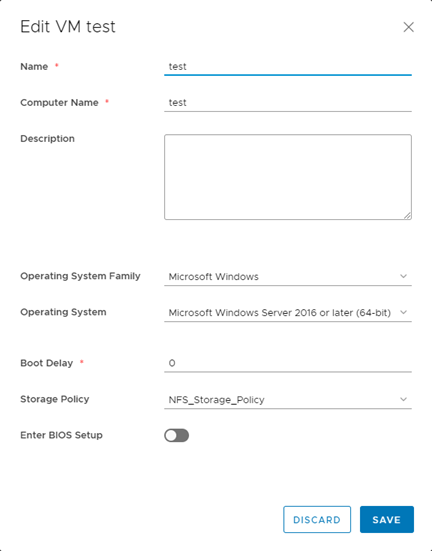 Edit VM test
Name * test
Computer Name * test
Description
Operating System Family Microsoft Windows
Operating System Microsoft Windows Server 2016 or later (64-bit)
Boot Delay * 0
Storage Policy NFS_Storage_Policy
Enter BIOS Setup
DISCARD SAVE